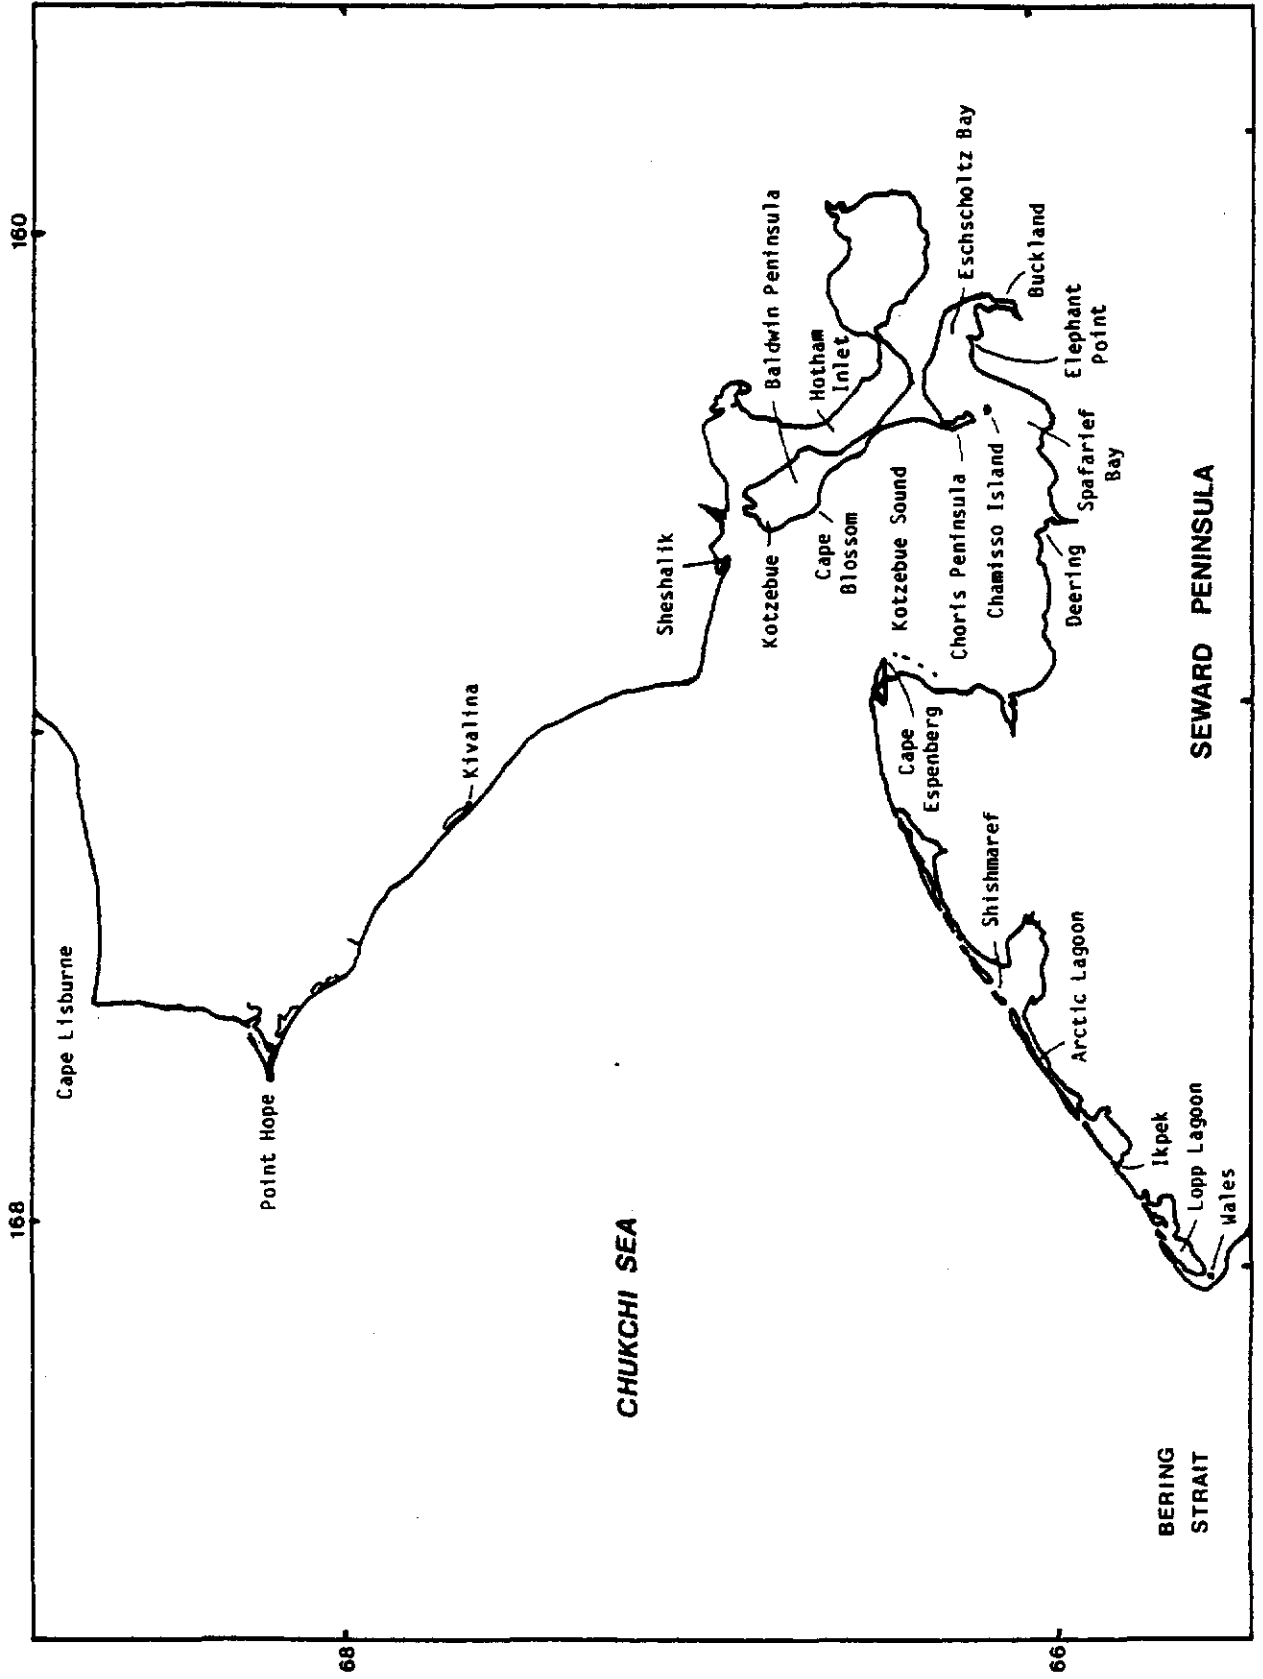 168
160
68
66
Cape Lisburne
Point Hope
Kivalina
Sheshalik
Kotzebue
Baldwin Peninsula
Hotham
Inlet
Cape
Blossom
Kotzebue Sound
Eschscholtz Bay
Choris Peninsula
Chamisso Island
Buckland
Elephant
Point
Spafarief
Bay
Deering
Cape
Espenberg
Shishmaref
Arctic Lagoon
Ikpek
Lopp Lagoon
Wales
CHUKCHI SEA
SEWARD PENINSULA
BERING
STRAIT